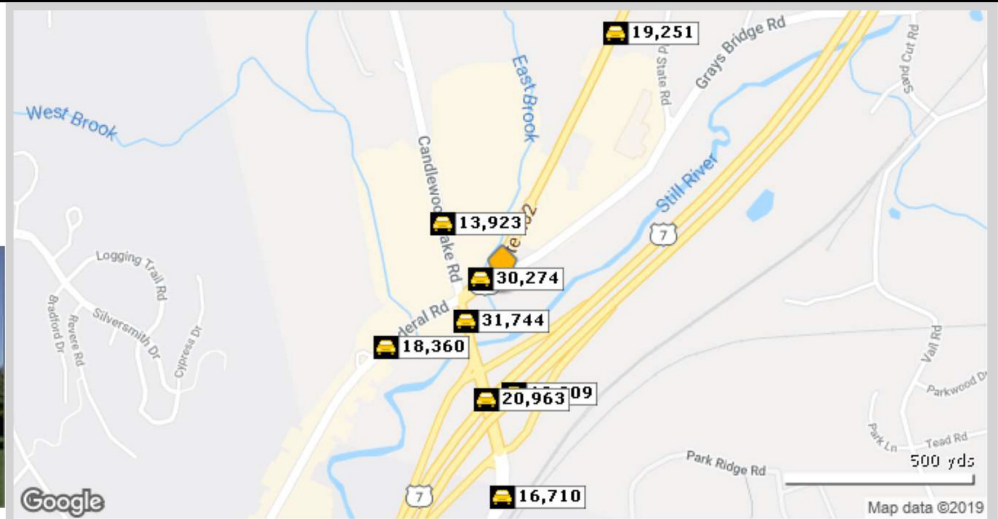 19,251
Grays Bridge Rd
State Rd
Sand Cut Rd
East Brook
West Brook
Candlewood Lake Rd
Still River
13,923
7
30,274
Logging Trail Rd
31,744
Federal Rd
18,360
Bradford Dr
Revere Rd
Silversmith Dr
Cypress Dr
Vail Rd
20,963
Parkwood Dr
Park Ln
Tead Rd
500 yds
Park Ridge Rd
7
16,710
Google
Map data ©2019